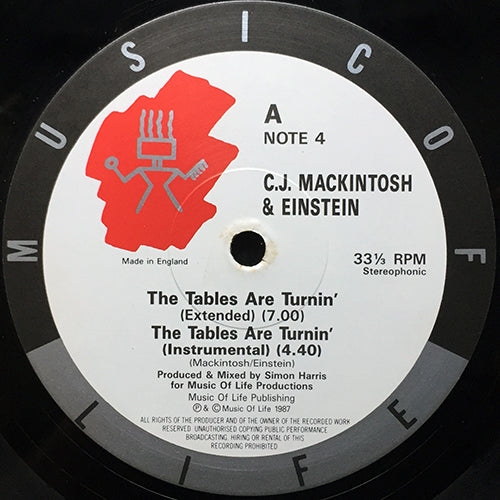 MUSIC OF LIFE
A
NOTE 4
C.J. MACKINTOSH
& EINSTEIN
Made in England
33⅓ RPM
Stereophonic
The Tables Are Turnin'
(Extended) (7.00)
The Tables Are Turnin'
(Instrumental) (4.40)
(Mackintosh/Einstein)
Produced & Mixed by Simon Harris
for Music Of Life Productions
Music Of Life Publishing
Ⓟ & © Music Of Life 1987
ALL RIGHTS OF THE PRODUCER AND OF THE OWNER OF THE RECORDED WORK
RESERVED. UNAUTHORISED COPYING PUBLIC PERFORMANCE
BROADCASTING, HIRING OR RENTAL OF THIS
RECORDING PROHIBITED